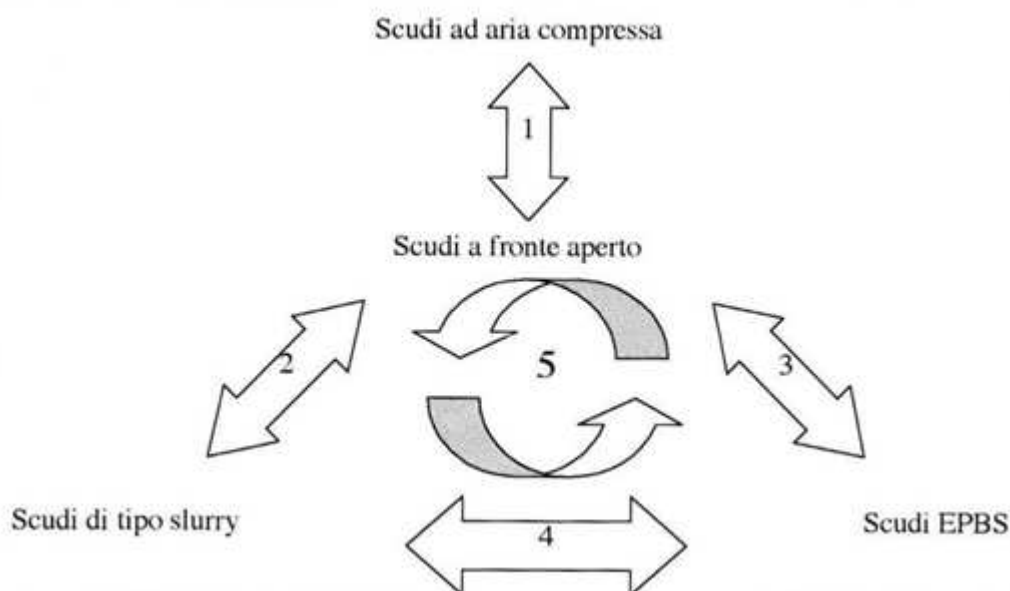 Scudi ad aria compressa
1
Scudi a fronte aperto
2
5
3
Scudi di tipo slurry
4
Scudi EPBS